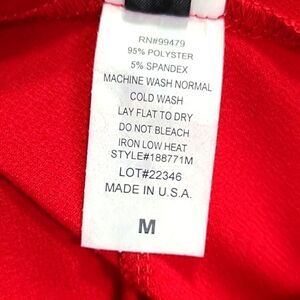 RN#99479
95% POLYSTER
5% SPANDEX
MACHINE WASH NORMAL
COLD WASH
LAY FLAT TO DRY
DO NOT BLEACH
IRON LOW HEAT
STYLE#188771M
LOT#22346
MADE IN U.S.A.
M